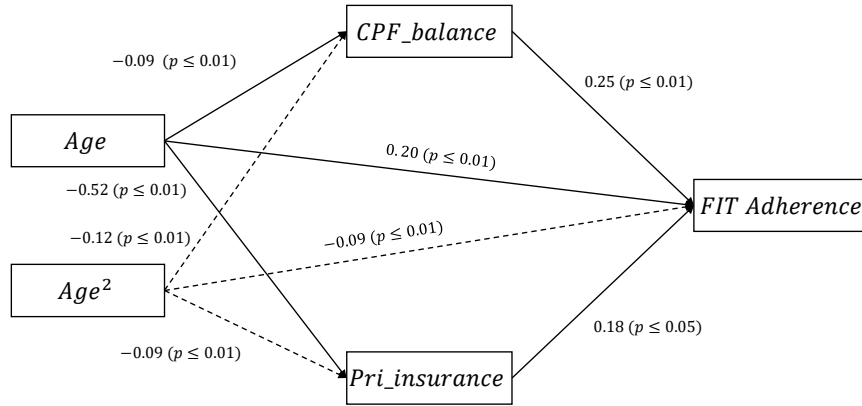 CPF_balance
−0.09 (p ≤ 0.01)
0.25 (p ≤ 0.01)
Age
0.20 (p ≤ 0.01)
−0.52 (p ≤ 0.01)
FIT Adherence
−0.12 (p ≤ 0.01)
−0.09 (p ≤ 0.01)
Age²
−0.09 (p ≤ 0.01)
0.18 (p ≤ 0.05)
Pri_insurance